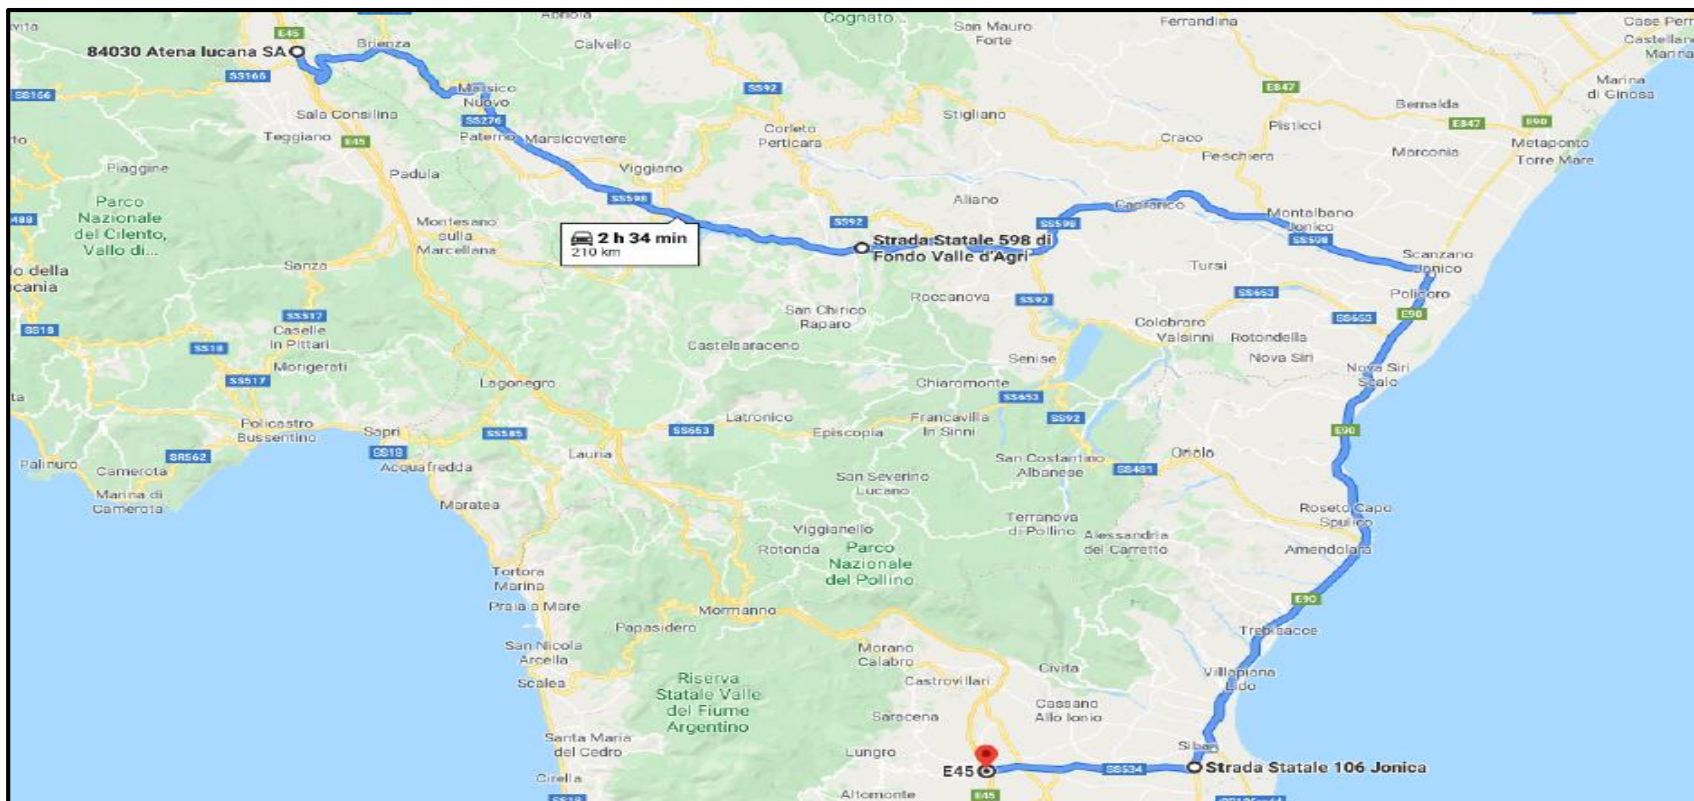 Abriola
Cognato
San Mauro
Forte
Ferrandina
Case Perr
Castellane
Marina
vita
E45
84030 Atena lucana SA
Brienza
Calvello
SS166
SS166
Marsico
Nuovo
SS92
E847
Marina
di Ginosa
Sala Consilina
SS276
Stigliano
Bernalda
Pisticci
E847
E90
Teggiano
E45
Paterno
Marsicovetere
Corleto
Perticara
Craco
Peschiera
Marconia
Metaponto
Torre Mare
Piaggine
Padula
Viggiano
SS598
Aliano
Parco
Nazionale
del Cilento,
Vallo di...
488
Montesano
sulla
Marcellana
2 h 34 min
210 km
SS92
SS598
Montalbano
Jonico
SS598
Strada Statale 598 di
Fondo Valle d'Agri
Scanzano
Jonico
Sanza
lo della
cania
Tursi
SS653
Policoro
E90
SS653
Roccanova
SS92
San Chirico
Raparo
SS517
Caselle
In Pittari
SS18
SS18
Castelsaraceno
Colobraro
Valsinni
Rotondella
Nova Siri
Senise
Nova Siri
Scalo
Morigerati
SS517
Lagonegro
Chiaromonte
SS653
SS92
Latronico
Francavilla
In Sinni
E90
Policastro
Bussentino
Sapri
SS585
SS653
Episcopia
SS18
Lauria
Palinuro
Camerota
SR562
Acquafredda
San Costantino
Albanese
SS481
Oriolo
Marina di
Camerota
Maratea
San Severino
Lucano
Roseto Capo
Spulico
Terranova
di Pollino
Alessandria
del Carretto
Viggianello
Rotonda
Parco
Nazionale
del Pollino
Amendolara
Tortora
Marina
E90
Praia a Mare
Mormanno
Papasidero
Trebisacce
San Nicola
Arcella
Scalea
Morano
Calabro
Civita
Villapiana
Lido
Riserva
Statale Valle
del Fiume
Argentino
Castrovillari
Cassano
Allo Ionio
Saracena
Santa Maria
del Cedro
Lungro
E45
SS534
Strada Statale 106 Jonica
Cirella
Altomonte
E45